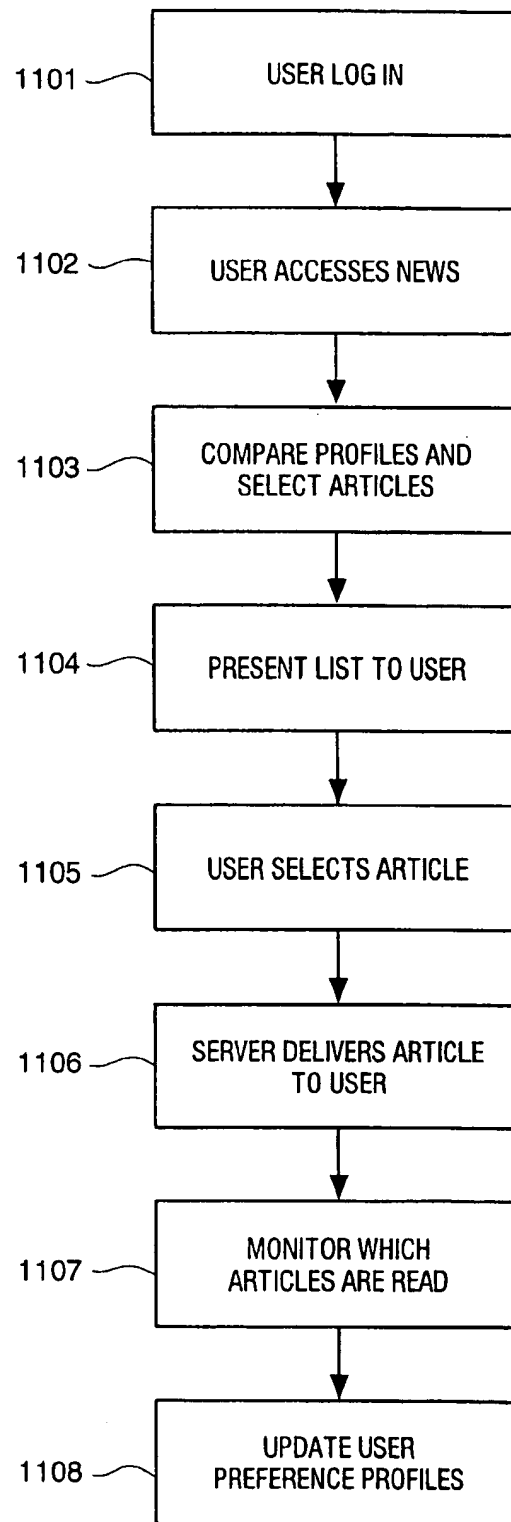 1101
USER LOG IN
1102
USER ACCESSES NEWS
1103
COMPARE PROFILES AND
SELECT ARTICLES
1104
PRESENT LIST TO USER
1105
USER SELECTS ARTICLE
1106
SERVER DELIVERS ARTICLE
TO USER
1107
MONITOR WHICH
ARTICLES ARE READ
1108
UPDATE USER
PREFERENCE PROFILES